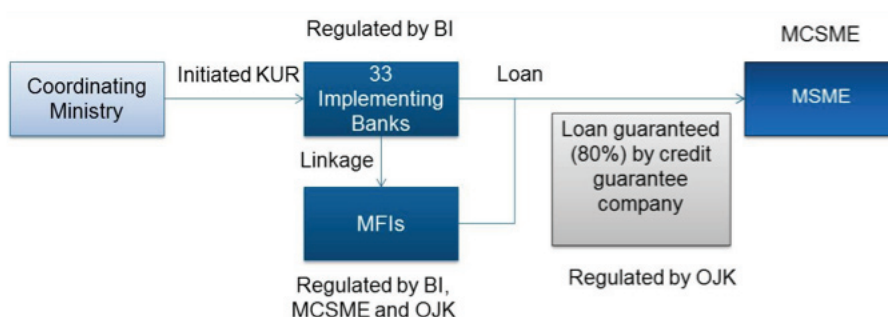 Regulated by BI
MCSME
Coordinating
Ministry
Initiated KUR
33
Implementing
Banks
Loan
MSME
Linkage
Loan guaranteed
(80%) by credit
guarantee
company
MFIs
Regulated by BI,
MCSME and OJK
Regulated by OJK